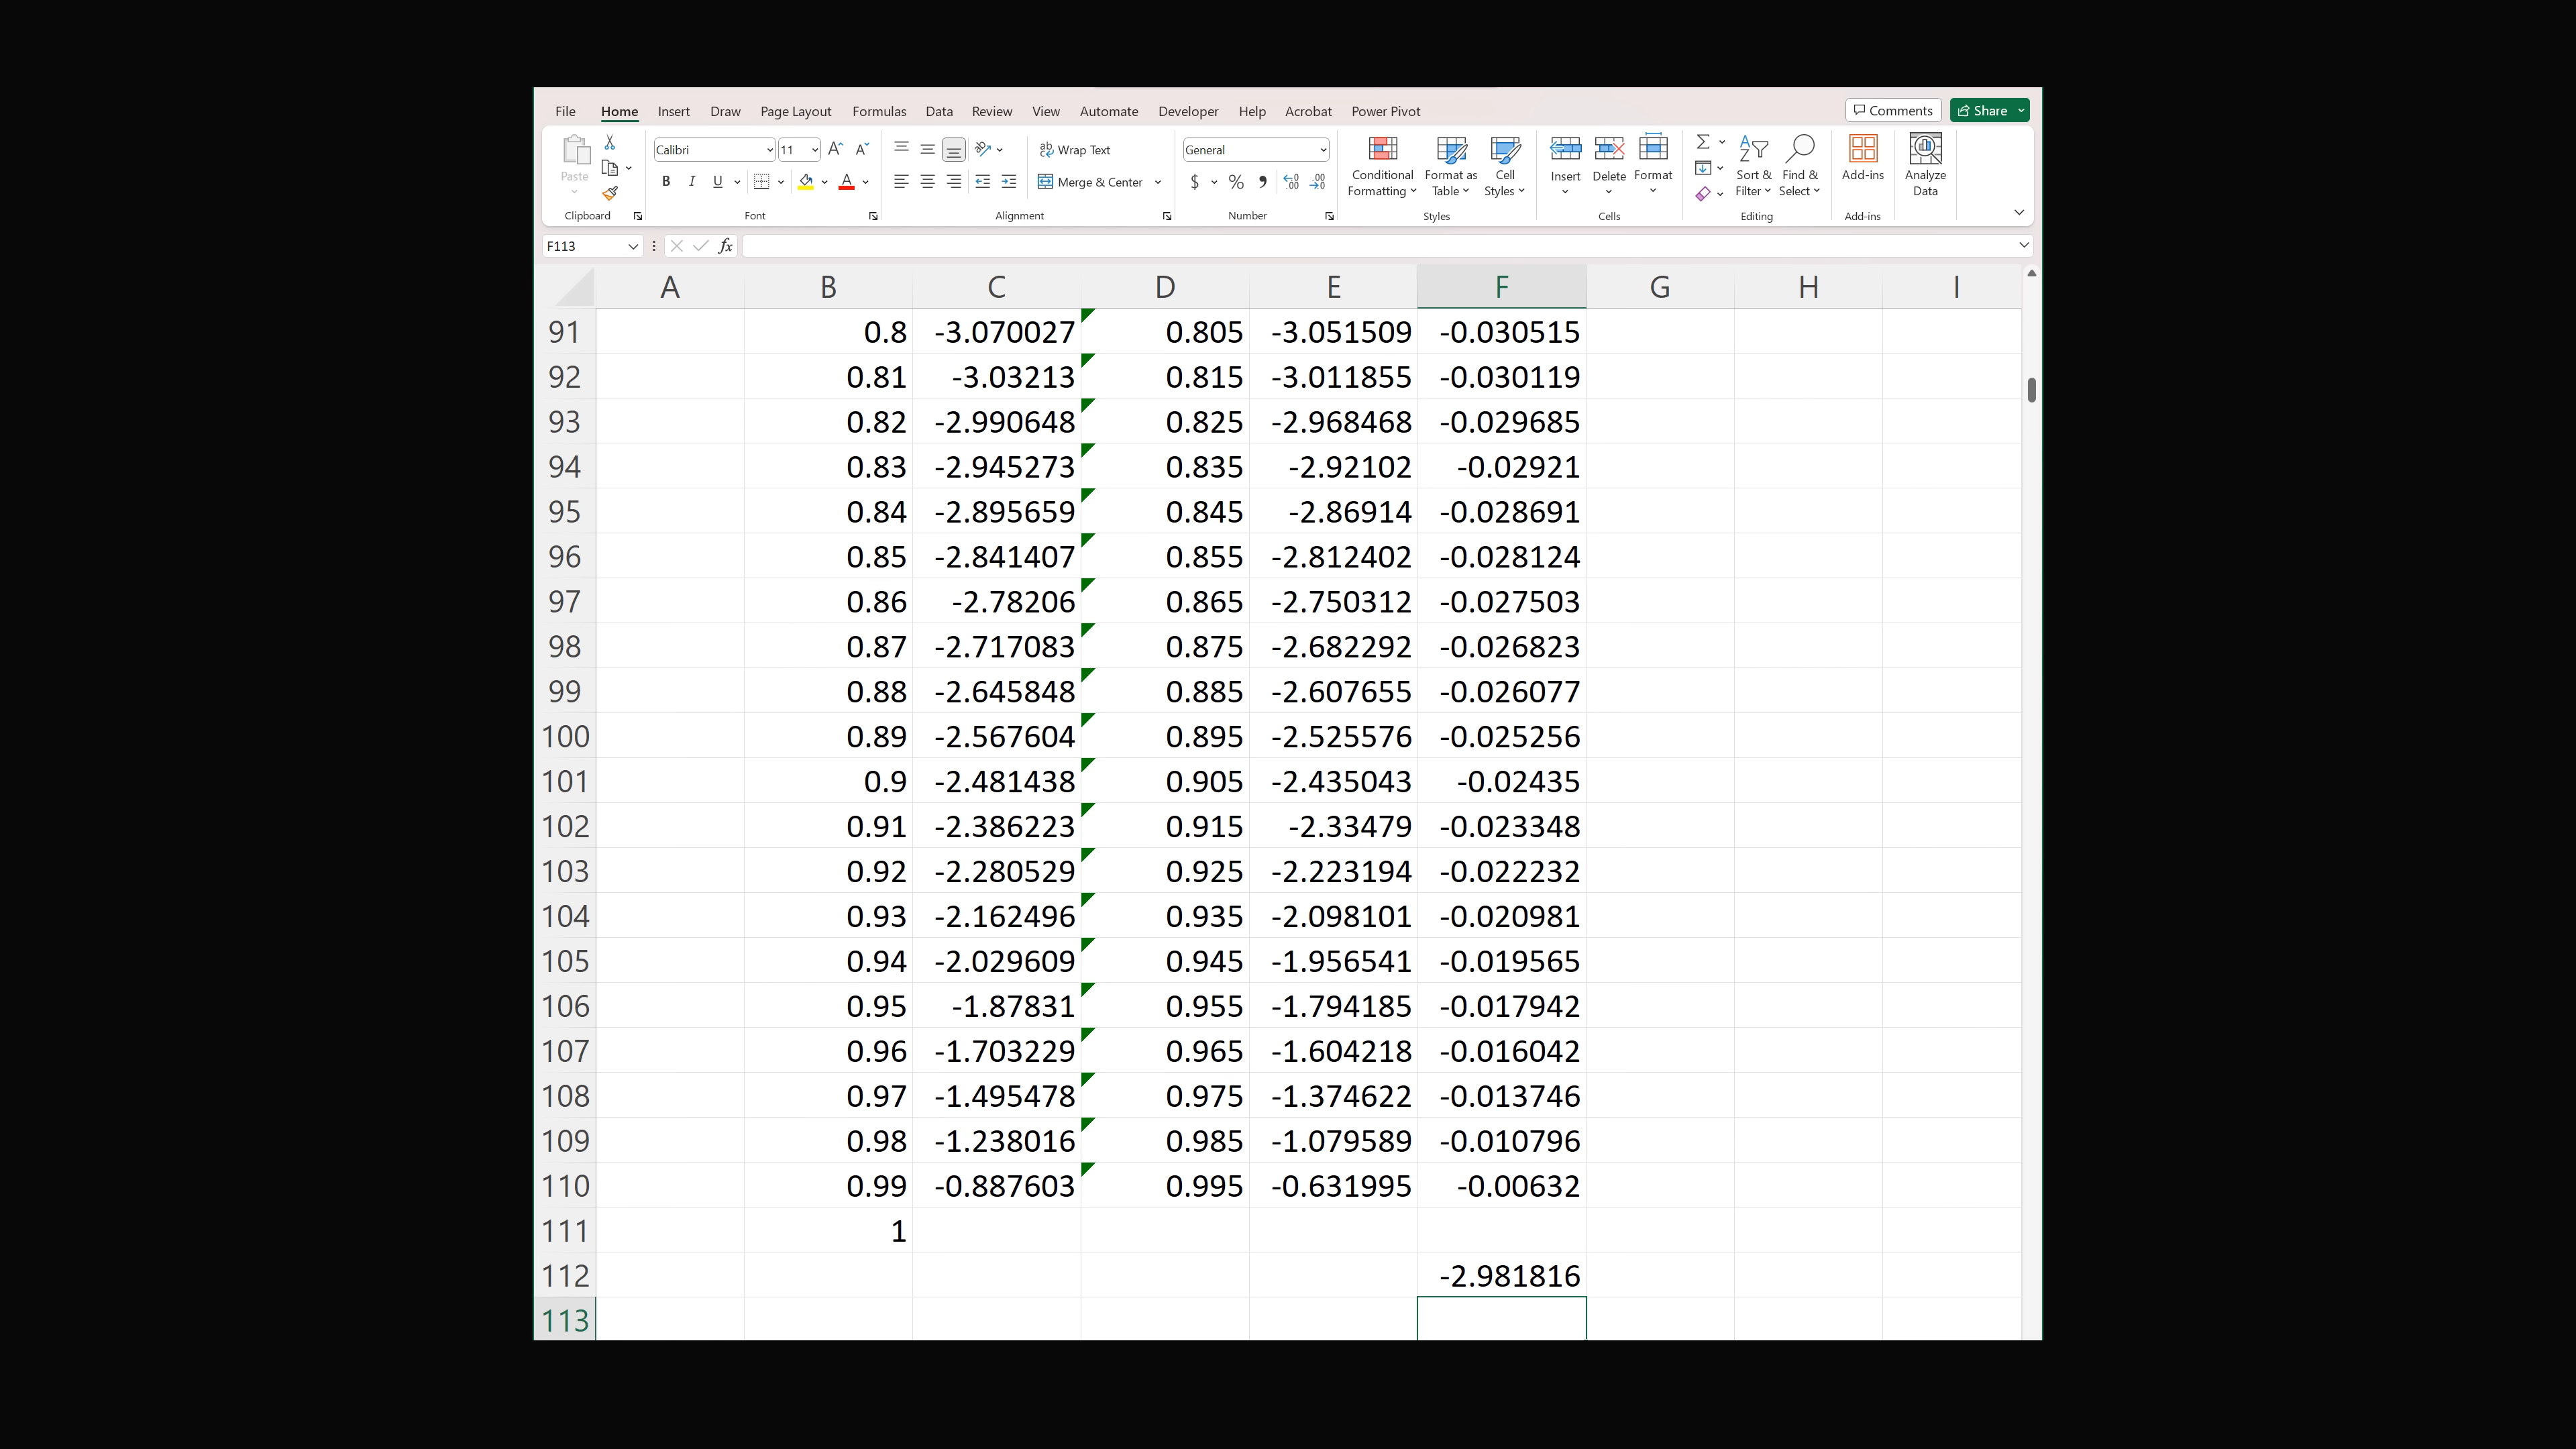 File Home Insert Draw Page Layout Formulas Data Review View Automate Developer Help Acrobat Power Pivot Comments Share
Paste Calibri 11 A A ab Wrap Text General Conditional Formatting Format as Table Cell Styles Insert Delete Format Sort & Filter Find & Select Add-ins Analyze Data
B I U A Merge & Center $ % 9
Clipboard Font Alignment Number Styles Cells Editing Add-ins
F113 fx
A B C D E F G H I
91 0.8 -3.070027 0.805 -3.051509 -0.030515
92 0.81 -3.03213 0.815 -3.011855 -0.030119
93 0.82 -2.990648 0.825 -2.968468 -0.029685
94 0.83 -2.945273 0.835 -2.92102 -0.02921
95 0.84 -2.895659 0.845 -2.86914 -0.028691
96 0.85 -2.841407 0.855 -2.812402 -0.028124
97 0.86 -2.78206 0.865 -2.750312 -0.027503
98 0.87 -2.717083 0.875 -2.682292 -0.026823
99 0.88 -2.645848 0.885 -2.607655 -0.026077
100 0.89 -2.567604 0.895 -2.525576 -0.025256
101 0.9 -2.481438 0.905 -2.435043 -0.02435
102 0.91 -2.386223 0.915 -2.33479 -0.023348
103 0.92 -2.280529 0.925 -2.223194 -0.022232
104 0.93 -2.162496 0.935 -2.098101 -0.020981
105 0.94 -2.029609 0.945 -1.956541 -0.019565
106 0.95 -1.87831 0.955 -1.794185 -0.017942
107 0.96 -1.703229 0.965 -1.604218 -0.016042
108 0.97 -1.495478 0.975 -1.374622 -0.013746
109 0.98 -1.238016 0.985 -1.079589 -0.010796
110 0.99 -0.887603 0.995 -0.631995 -0.00632
111 1
112 -2.981816
113